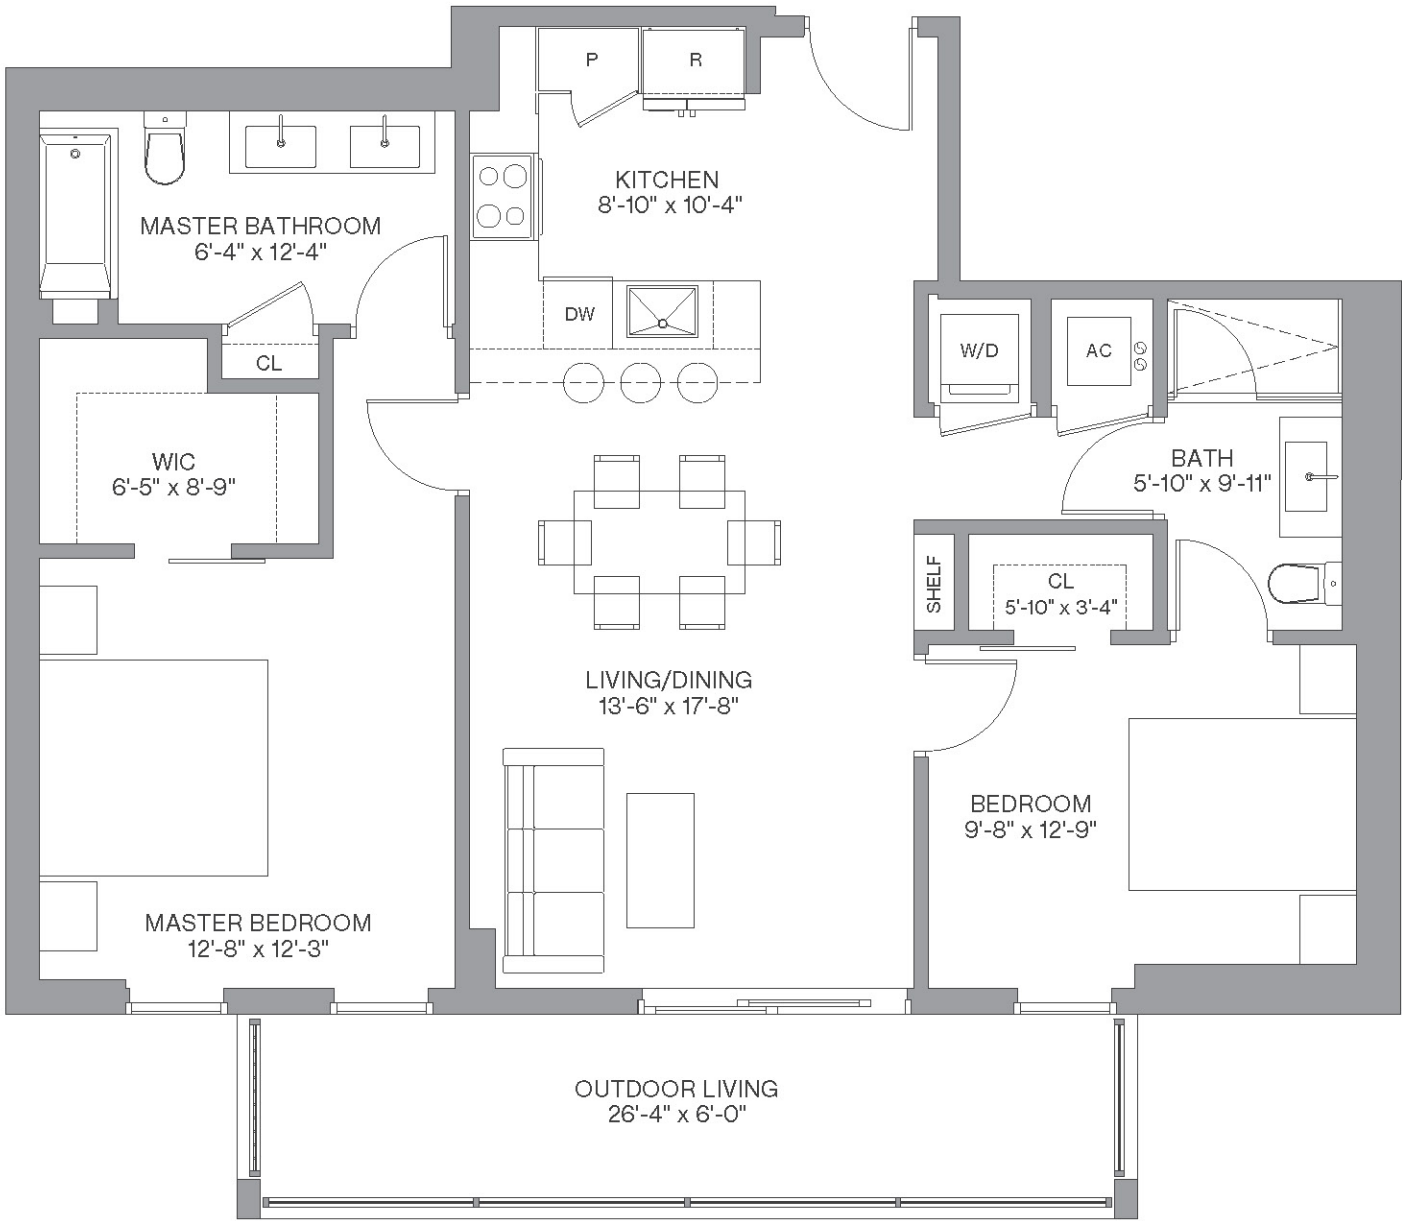 P
R
KITCHEN
8'-10" x 10'-4"
MASTER BATHROOM
6'-4" x 12'-4"
DW
CL
W/D
AC
WIC
6'-5" x 8'-9"
BATH
5'-10" x 9'-11"
SHELF
CL
5'-10" x 3'-4"
LIVING/DINING
13'-6" x 17'-8"
BEDROOM
9'-8" x 12'-9"
MASTER BEDROOM
12'-8" x 12'-3"
OUTDOOR LIVING
26'-4" x 6'-0"